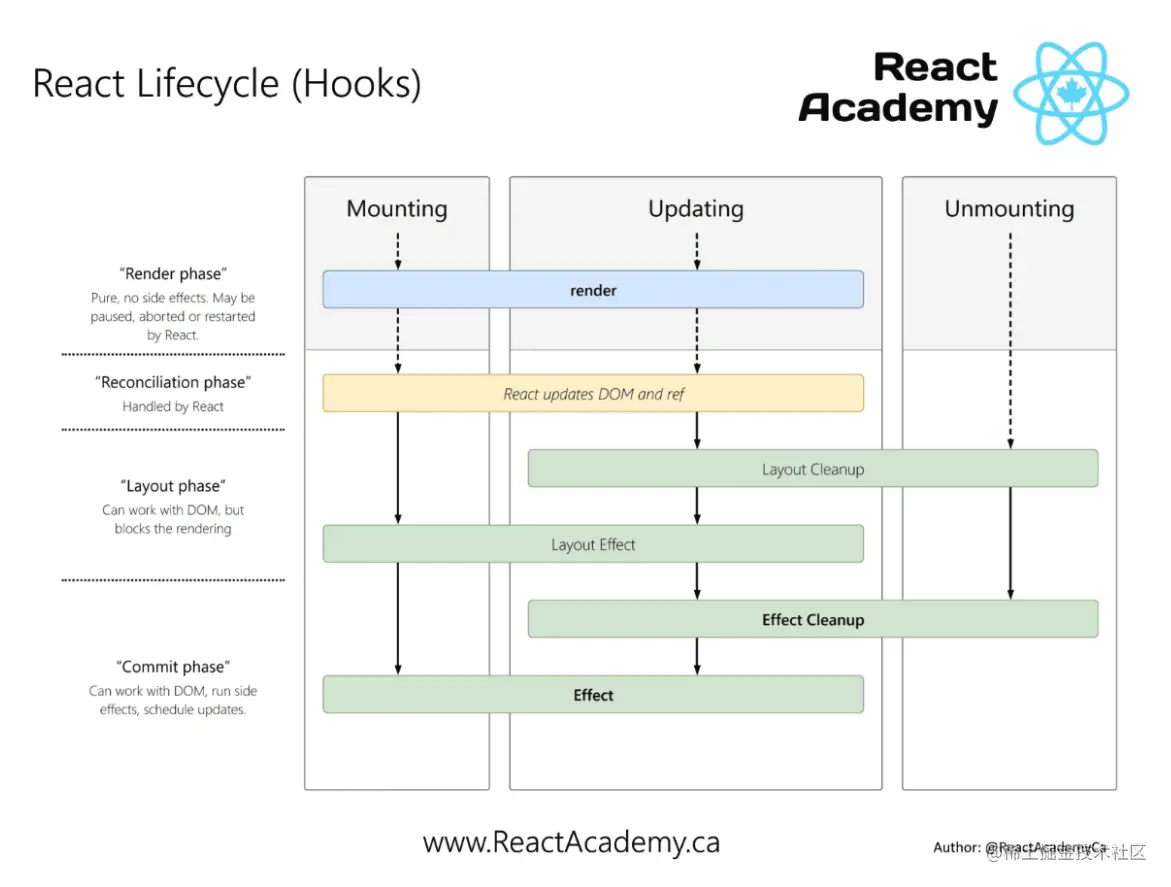 React Lifecycle (Hooks)
React
Academy
Mounting
Updating
Unmounting
“Render phase”
Pure, no side effects. May be
paused, aborted or restarted
by React.
render
“Reconciliation phase”
Handled by React
React updates DOM and ref
“Layout phase”
Can work with DOM, but
blocks the rendering
Layout Cleanup
Layout Effect
Effect Cleanup
“Commit phase”
Can work with DOM, run side
effects, schedule updates.
Effect
www.ReactAcademy.ca
Author: @ReactAcademyCa
@稀土掘金技术社区